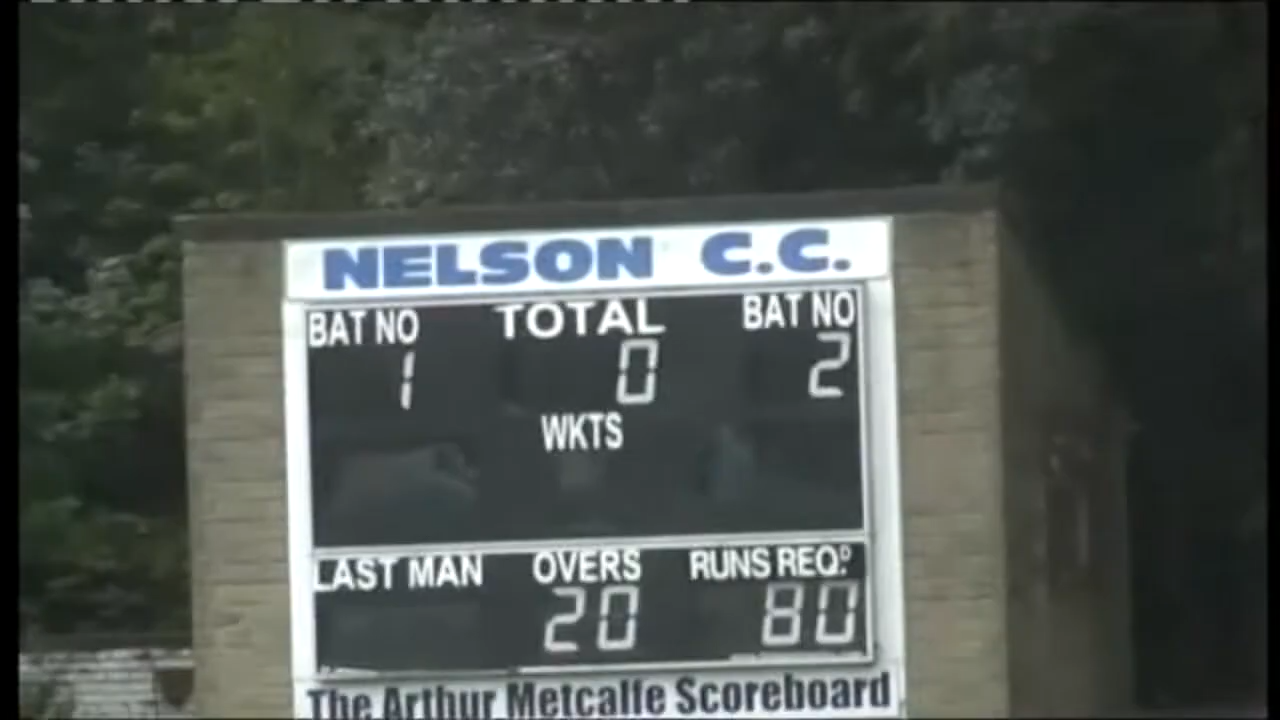 NELSON C.C.
BAT NO TOTAL BAT NO
1 0 2
WKTS
LAST MAN OVERS RUNS REQ.D
20 80
The Arthur Metcalfe Scoreboard